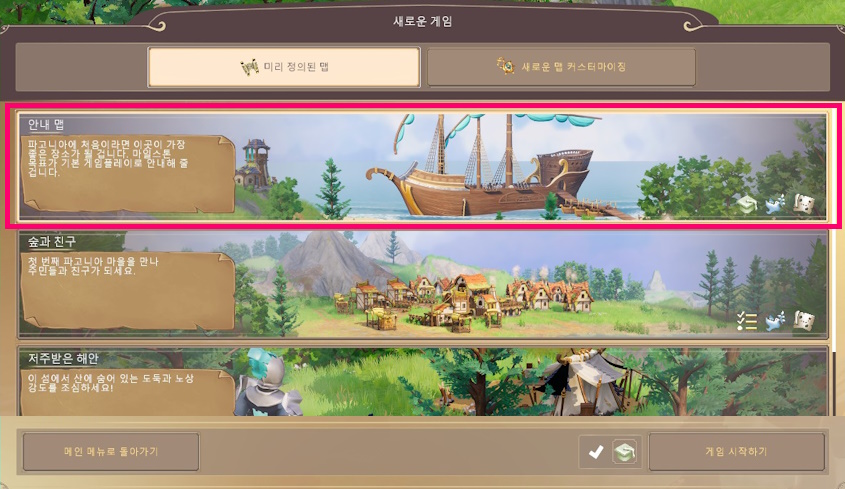 새로운 게임
미리 정의된 맵
새로운 맵 커스터마이징
안내 맵
파고니아에 처음이라면 이곳이 가장
좋은 장소가 될 겁니다. 마일스톤
목표가 기본 게임플레이로 안내해 줄
겁니다.
숲과 친구
첫 번째 파고니아 마을을 만나
주민들과 친구가 되세요.
저주받은 해안
이 섬에서 산에 숨어 있는 도둑과 노상
강도를 조심하세요!
메인 메뉴로 돌아가기
게임 시작하기